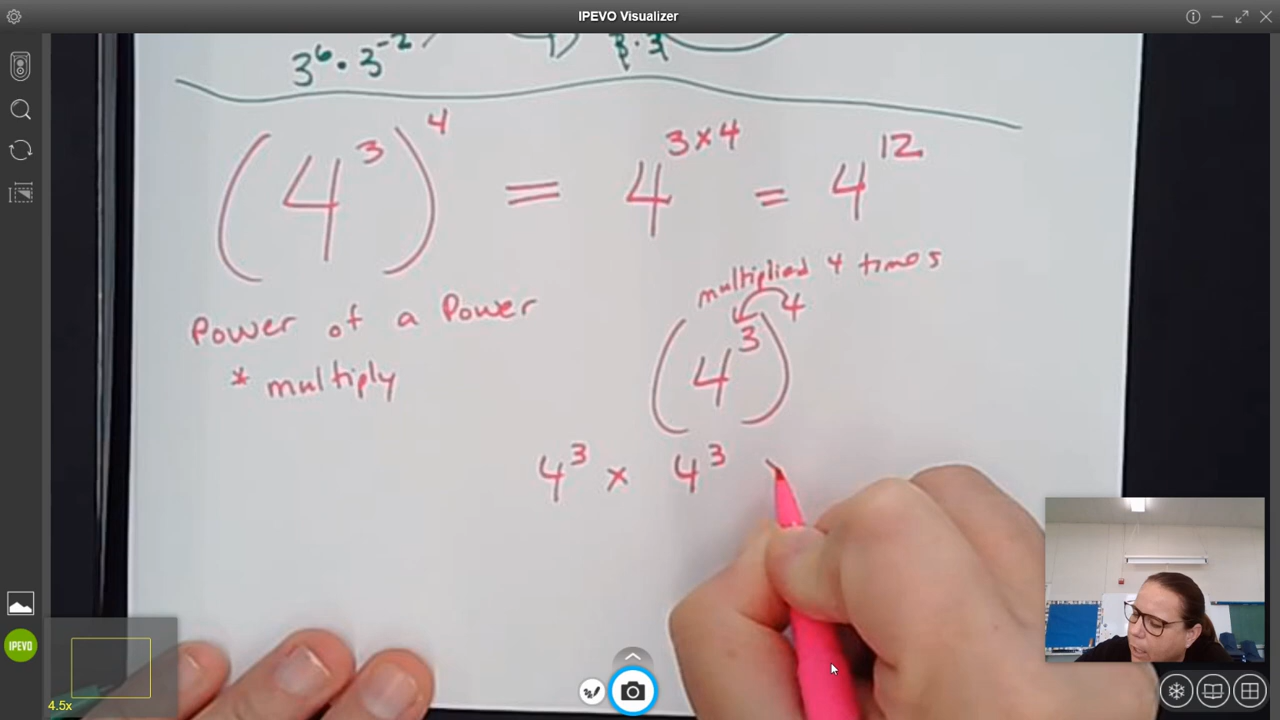 IPEVO Visualizer
3⁶ · 3⁻²
(4³)⁴ = 4³ˣ⁴ = 4¹²
Power of a Power
* multiply
multiplied 4 times
(4³)⁴
4³ x 4³
IPEVO
4.5x